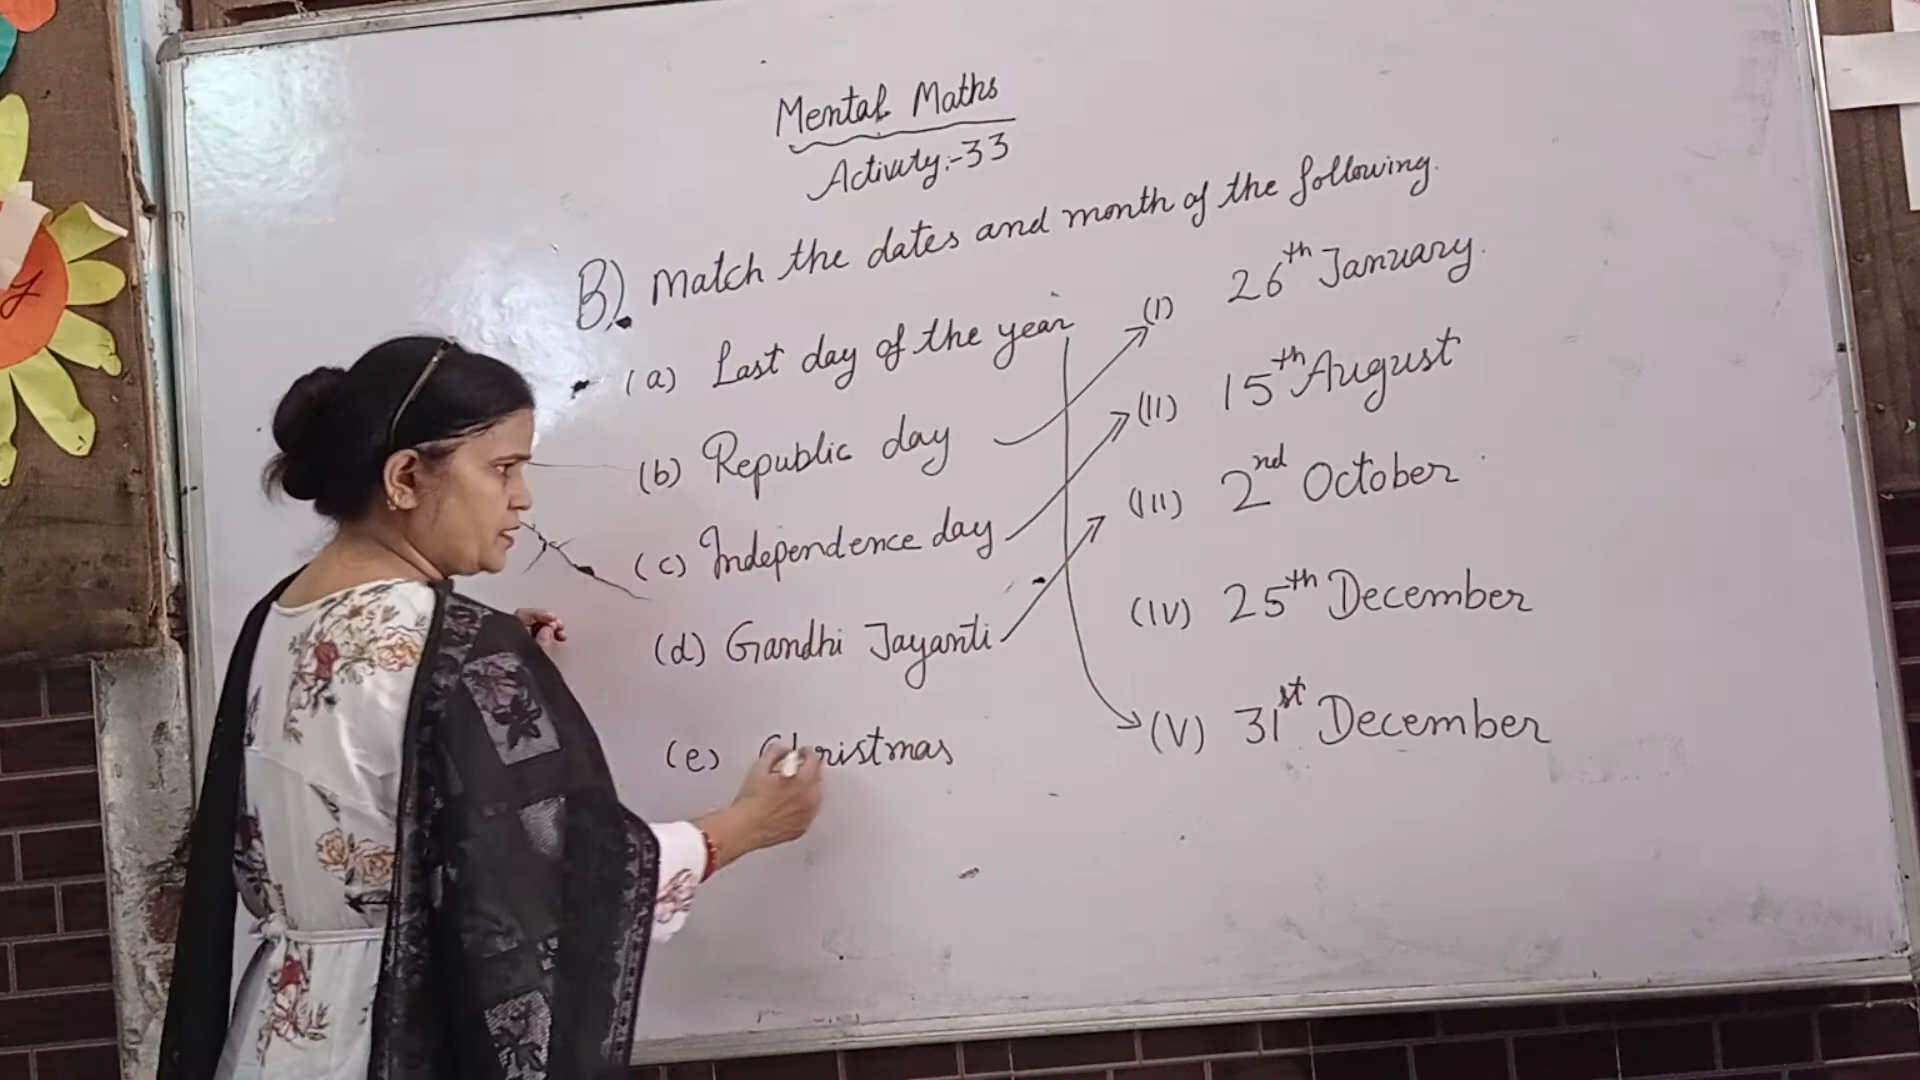 Mental Maths
Activity:-33
B). Match the dates and month of the following.
(a) Last day of the year
(I) 26th January.
(b) Republic day
(II) 15th August
(c) Independence day
(III) 2nd October
(d) Gandhi Jayanti
(IV) 25th December
(e) Christmas
(V) 31st December